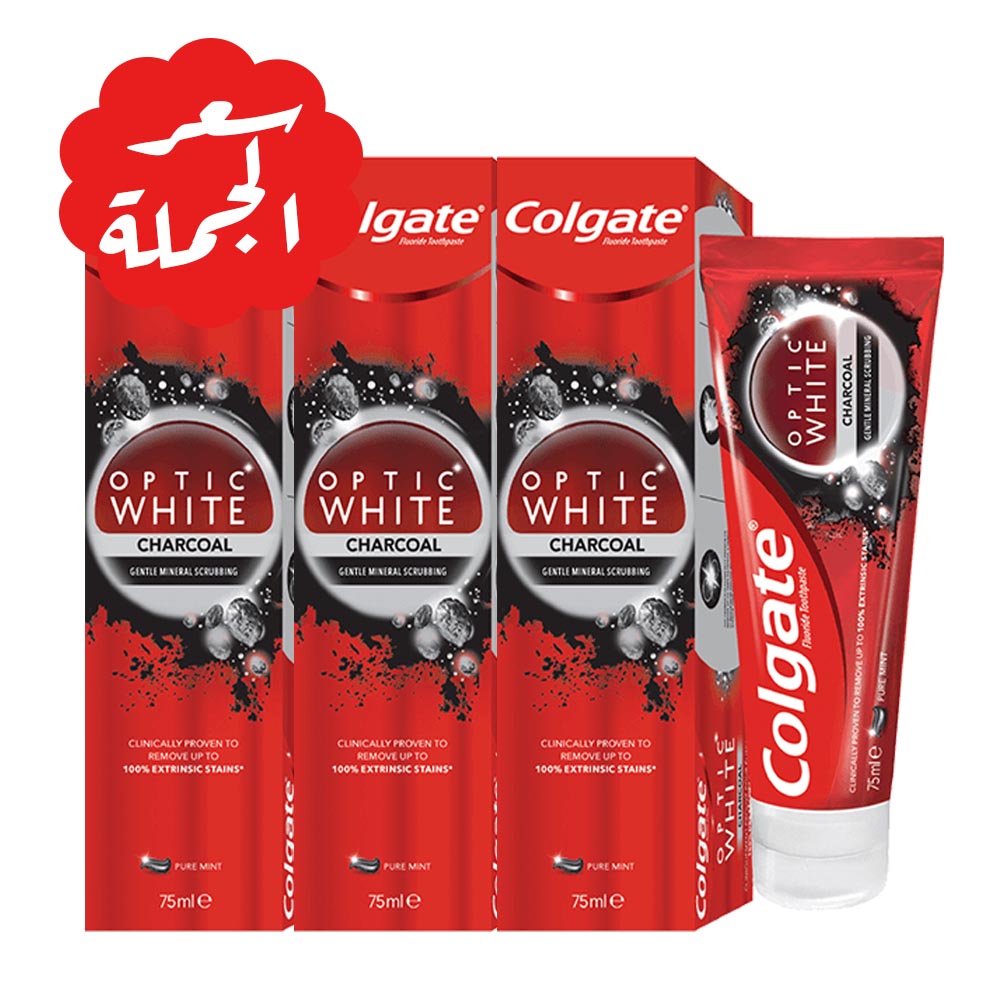 سعر
الجملة
lgate®
Fluoride Toothpaste
Colgate®
Fluoride Toothpaste
OPTIC
WHITE
CHARCOAL
GENTLE MINERAL SCRUBBING
CLINICALLY PROVEN TO
REMOVE UP TO
100% EXTRINSIC STAINS*
PURE MINT
75ml e
Colgate
OPTIC
WHITE
CHARCOAL
GENTLE MINERAL SCRUBBING
CLINICALLY PROVEN TO
REMOVE UP TO
100% EXTRINSIC STAINS*
PURE MINT
75ml e
Colgate
OPTIC
WHITE
CHARCOAL
GENTLE MINERAL SCRUBBING
CLINICALLY PROVEN TO
REMOVE UP TO
100% EXTRINSIC STAINS*
PURE MINT
75ml e
Colgate
OPTIC
WHITE
CHARCOAL
OPTIC
WHITE
CHARCOAL
GENTLE MINERAL SCRUBBING
Colgate®
Fluoride Toothpaste
CLINICALLY PROVEN TO REMOVE UP TO 100% EXTRINSIC STAINS*
75ml e PURE MINT